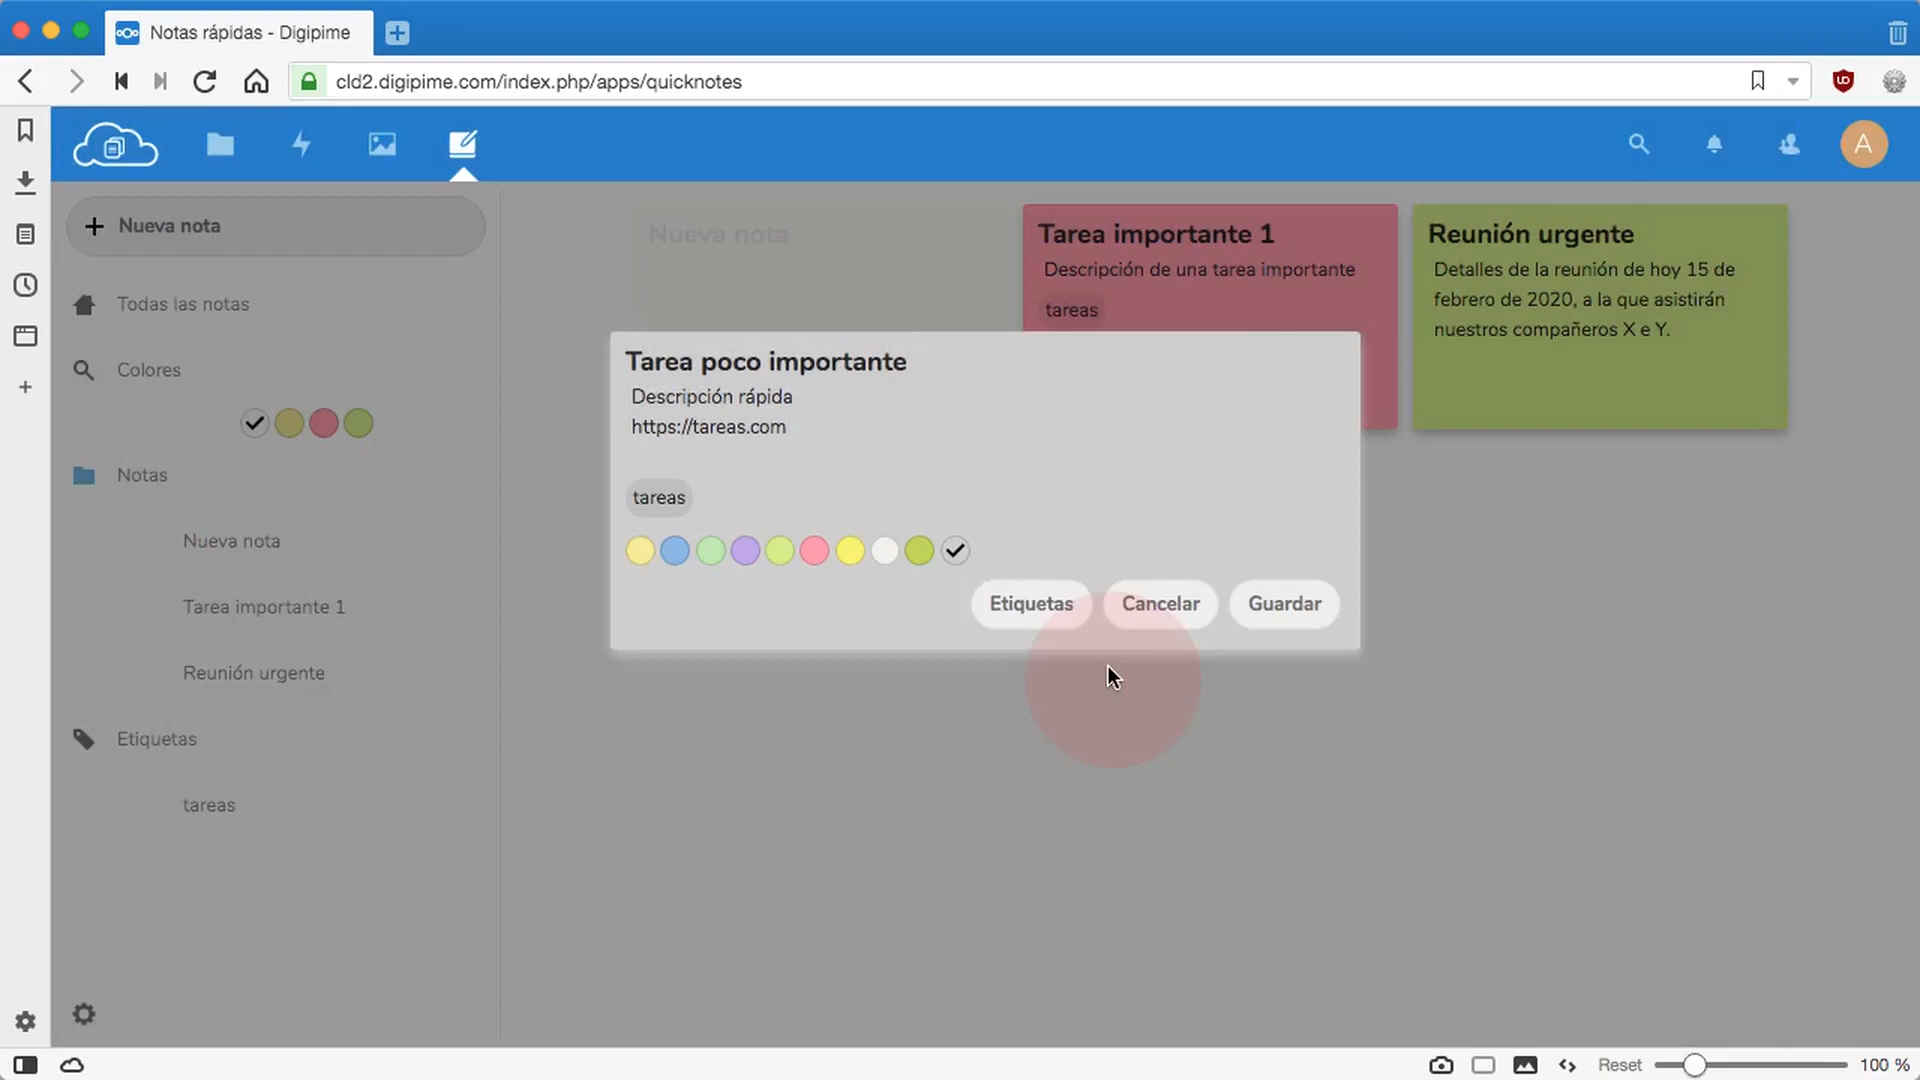 Notas rápidas - Digipime
cld2.digipime.com/index.php/apps/quicknotes
A
Nueva nota
Todas las notas
Colores
Notas
Nueva nota
Tarea importante 1
Reunión urgente
Etiquetas
tareas
Nueva nota
Tarea importante 1
Descripción de una tarea importante
tareas
Reunión urgente
Detalles de la reunión de hoy 15 de
febrero de 2020, a la que asistirán
nuestros compañeros X e Y.
Tarea poco importante
Descripción rápida
https://tareas.com
tareas
Etiquetas
Cancelar
Guardar
Reset
100 %